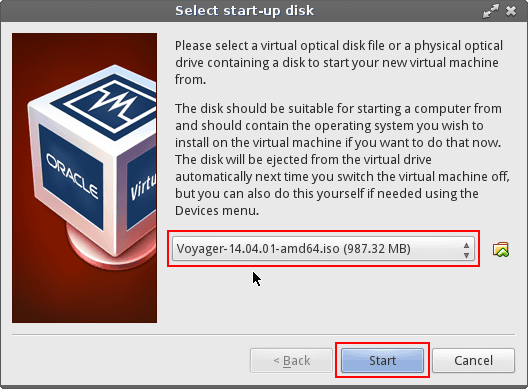 Select start-up disk
Please select a virtual optical disk file or a physical optical
drive containing a disk to start your new virtual machine
from.
The disk should be suitable for starting a computer from
and should contain the operating system you wish to
install on the virtual machine if you want to do that now.
The disk will be ejected from the virtual drive
automatically next time you switch the virtual machine off,
but you can also do this yourself if needed using the
Devices menu.
ORACLE
Virtu
Voyager-14.04.01-amd64.iso (987.32 MB)
< Back
Start
Cancel